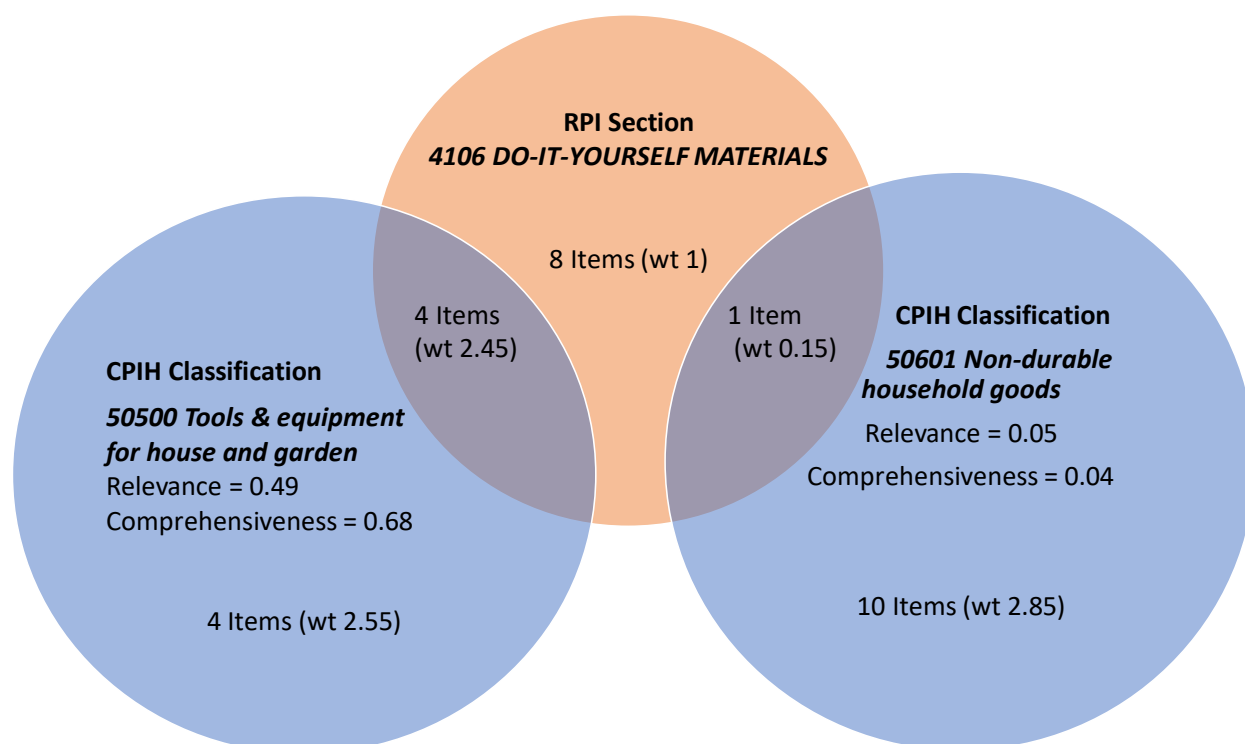 RPI Section
4106 DO-IT-YOURSELF MATERIALS
8 Items (wt 1)
4 Items
(wt 2.45)
1 Item
(wt 0.15)
CPIH Classification
50500 Tools & equipment
for house and garden
Relevance = 0.49
Comprehensiveness = 0.68
4 Items (wt 2.55)
CPIH Classification
50601 Non-durable
household goods
Relevance = 0.05
Comprehensiveness = 0.04
10 Items (wt 2.85)